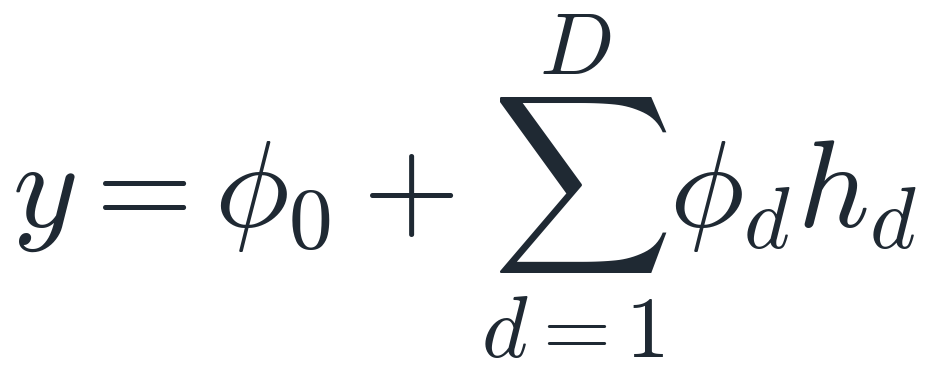 y = ϕ₀ + ∑_{d=1}^{D} ϕ_d h_d